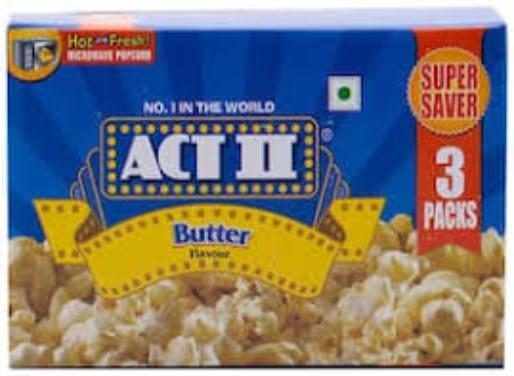 Hot and Fresh!
MICROWAVE POPCORN
NO. 1 IN THE WORLD
ACT II
®
Butter
Flavour
SUPER
SAVER
3
PACKS